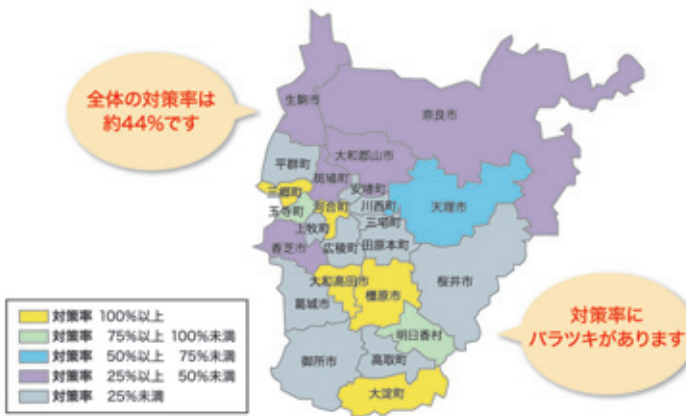 全体の対策率は
約44%です
生駒市
奈良市
平群町
大和郡山市
斑鳩町
三郷町
安堵町
天理市
王寺町
河合町
川西町
三宅町
上牧町
香芝市
広陵町
田原本町
大和高田市
橿原市
桜井市
葛城市
明日香村
御所市
高取町
大淀町
対策率に
バラツキがあります
対策率 100%以上
対策率 75%以上 100%未満
対策率 50%以上 75%未満
対策率 25%以上 50%未満
対策率 25%未満